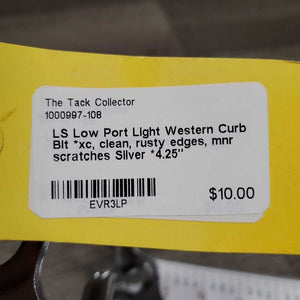 The Tack Collector
1000997-108
LS Low Port Light Western Curb
Bit *xc, clean, rusty edges, mnr
scratches Silver *4.25"
$10.00
EVR3LP